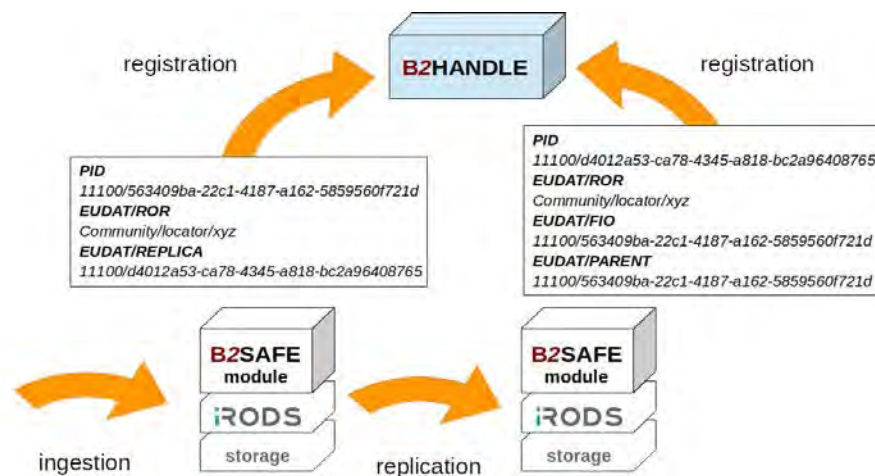 registration
B2HANDLE
registration
PID
11100/563409ba-22c1-4187-a162-5859560f721d
EUDAT/ROR
Community/locator/xyz
EUDAT/REPLICA
11100/d4012a53-ca78-4345-a818-bc2a96408765
PID
11100/d4012a53-ca78-4345-a818-bc2a96408765
EUDAT/ROR
Community/locator/xyz
EUDAT/FIO
11100/563409ba-22c1-4187-a162-5859560f721d
EUDAT/PARENT
11100/563409ba-22c1-4187-a162-5859560f721d
B2SAFE
module
iRODS
storage
B2SAFE
module
iRODS
storage
ingestion
replication